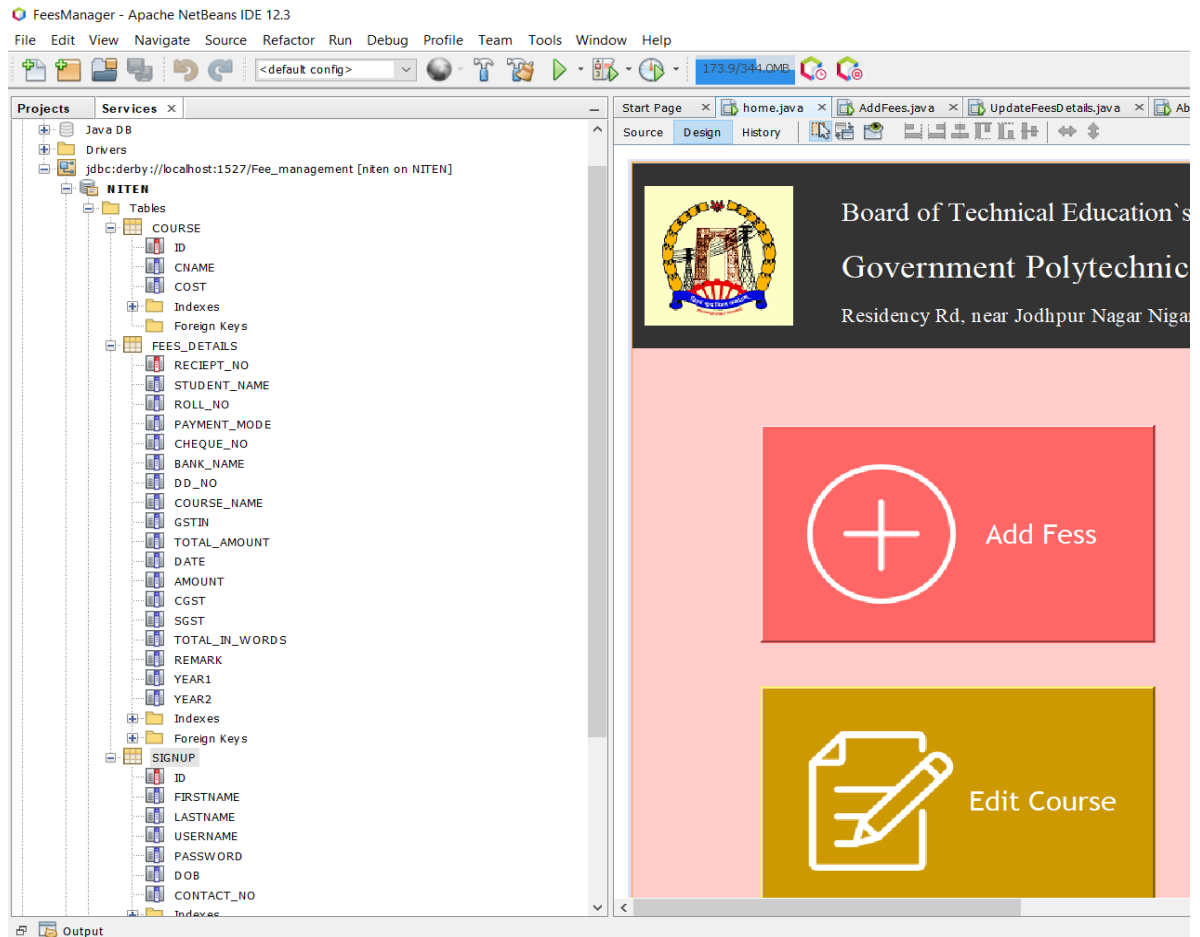 FeesManager - Apache NetBeans IDE 12.3
File Edit View Navigate Source Refactor Run Debug Profile Team Tools Window Help
<default config>
173.9/344.0MB
Projects Services
Java DB
Drivers
jdbc:derby://localhost:1527/Fee_management [niten on NITEN]
NITEN
Tables
COURSE
ID
CNAME
COST
Indexes
Foreign Keys
FEES_DETAILS
RECIEPT_NO
STUDENT_NAME
ROLL_NO
PAYMENT_MODE
CHEQUE_NO
BANK_NAME
DD_NO
COURSE_NAME
GSTIN
TOTAL_AMOUNT
DATE
AMOUNT
CGST
SGST
TOTAL_IN_WORDS
REMARK
YEAR1
YEAR2
Indexes
Foreign Keys
SIGNUP
ID
FIRSTNAME
LASTNAME
USERNAME
PASSWORD
DOB
CONTACT_NO
Indexes
Output
Start Page home.java AddFees.java UpdateFeesDetails.java Ab
Source Design History
Board of Technical Education`s
Government Polytechnic
Residency Rd, near Jodhpur Nagar Nigar
Add Fess
Edit Course